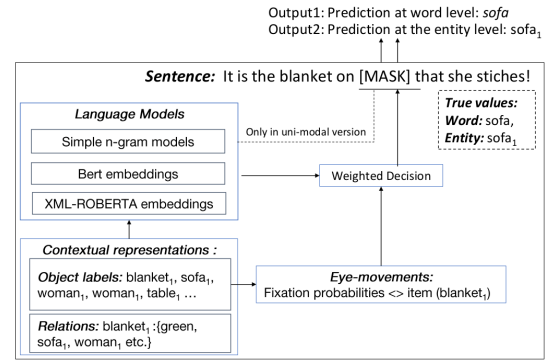 Output1: Prediction at word level: sofa
Output2: Prediction at the entity level: sofa₁
Sentence: It is the blanket on [MASK] that she stiches!
Language Models
Simple n-gram models
Bert embeddings
XML-ROBERTA embeddings
Only in uni-modal version
True values:
Word: sofa,
Entity: sofa₁
Weighted Decision
Contextual representations :
Object labels: blanket₁, sofa₁,
woman₁, woman₁, table₁ ...
Relations: blanket₁ :{green,
sofa₁, woman₁ etc.}
Eye-movements:
Fixation probabilities <> item (blanket₁)